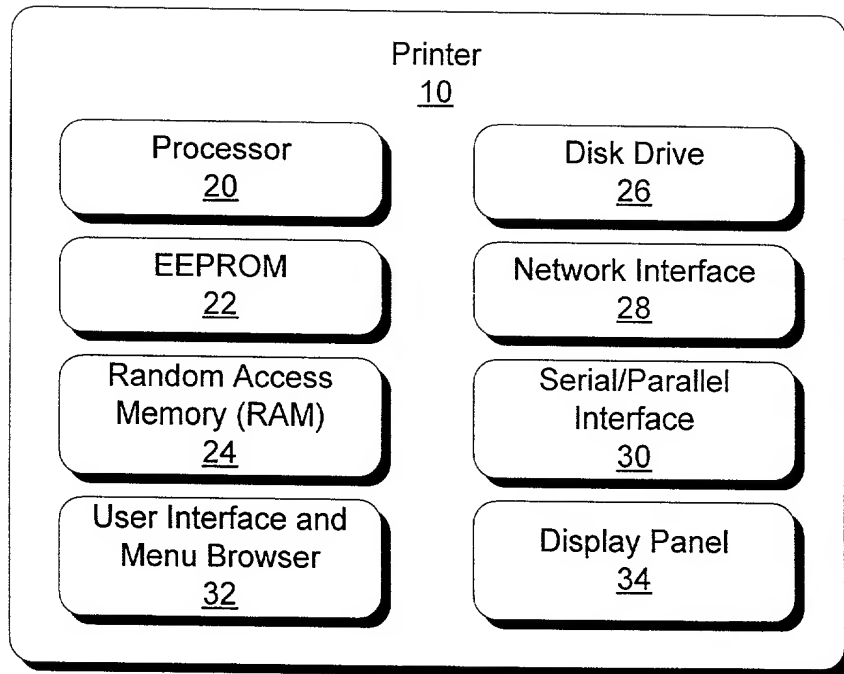 Printer
10
Processor
20
Disk Drive
26
EEPROM
22
Network Interface
28
Random Access
Memory (RAM)
24
Serial/Parallel
Interface
30
User Interface and
Menu Browser
32
Display Panel
34